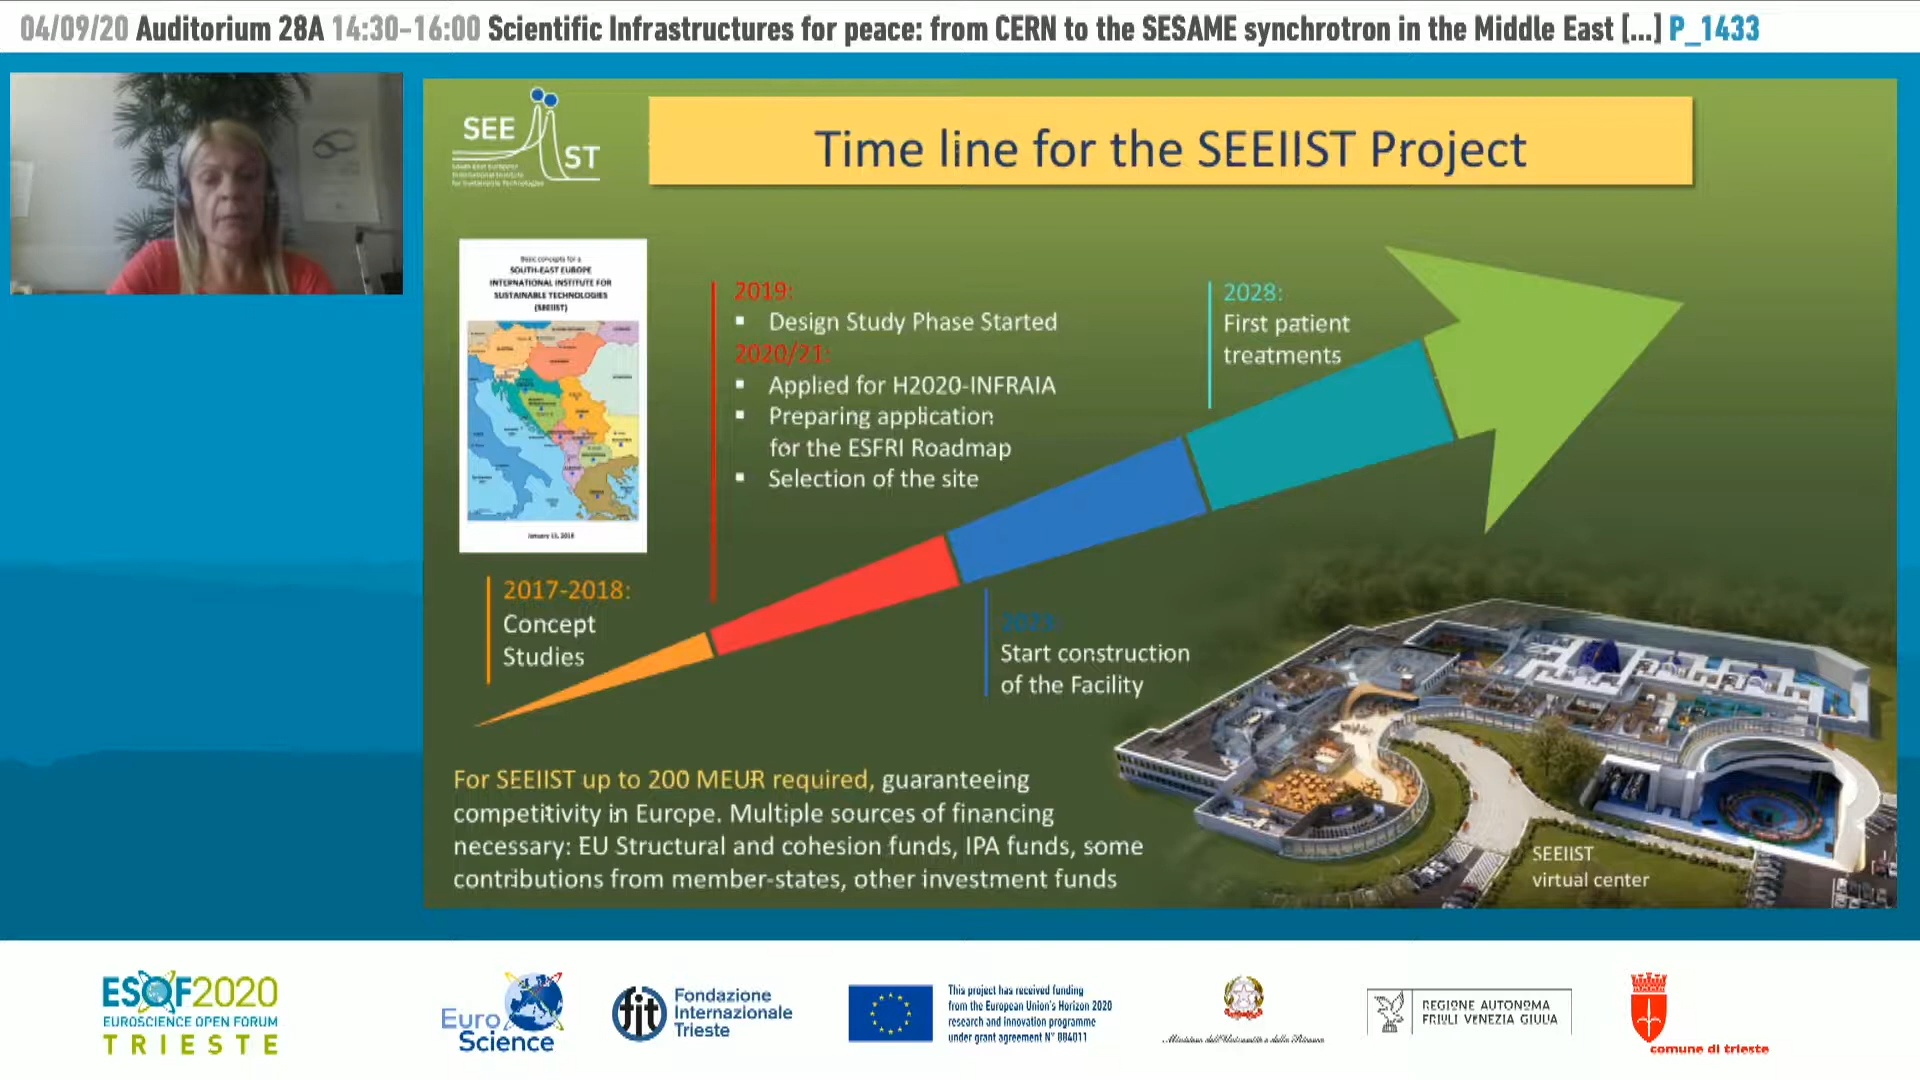 04/09/20 Auditorium 28A 14:30-16:00 Scientific Infrastructures for peace: from CERN to the SESAME synchrotron in the Middle East [...] P_1433
SEE
IST
Time line for the SEEIIST Project
Basic concepts for a
SOUTH-EAST EUROPE
INTERNATIONAL INSTITUTE FOR
SUSTAINABLE TECHNOLOGIES
(SEEIIST)
2019:
▪ Design Study Phase Started
2020/21:
▪ Applied for H2020-INFRAIA
▪ Preparing application
for the ESFRI Roadmap
▪ Selection of the site
2028:
First patient
treatments
2017-2018:
Concept
Studies
2023:
Start construction
of the Facility
For SEEIIST up to 200 MEUR required, guaranteeing
competitivity in Europe. Multiple sources of financing
necessary: EU Structural and cohesion funds, IPA funds, some
contributions from member-states, other investment funds
SEEIIST
virtual center
ESOF2020
EUROSCIENCE OPEN FORUM
TRIESTE
Euro
Science
fit
Fondazione
Internazionale
Trieste
This project has received funding
from the European Union's Horizon 2020
research and innovation programme
under grant agreement N° 884011
Ministero dell'Università e della Ricerca
REGIONE AUTONOMA
FRIULI VENEZIA GIULIA
comune di trieste